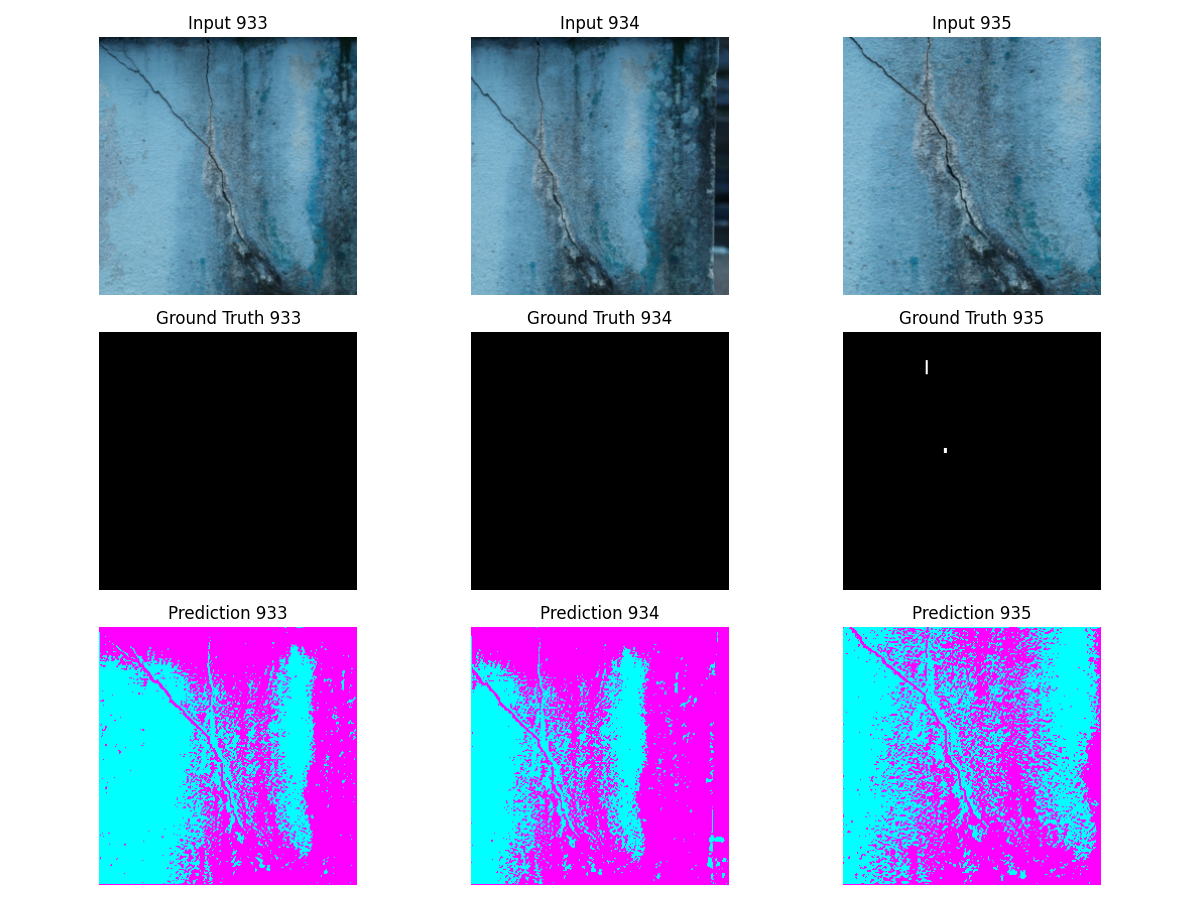 Input 933
Input 934
Input 935
Ground Truth 933
Ground Truth 934
Ground Truth 935
Prediction 933
Prediction 934
Prediction 935